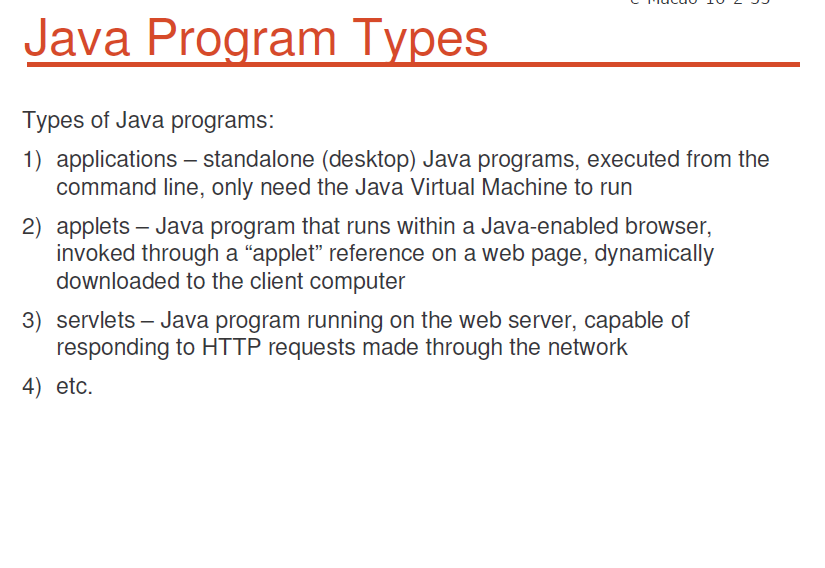 Java Program Types
Types of Java programs:
1) applications – standalone (desktop) Java programs, executed from the
command line, only need the Java Virtual Machine to run
2) applets – Java program that runs within a Java-enabled browser,
invoked through a “applet” reference on a web page, dynamically
downloaded to the client computer
3) servlets – Java program running on the web server, capable of
responding to HTTP requests made through the network
4) etc.